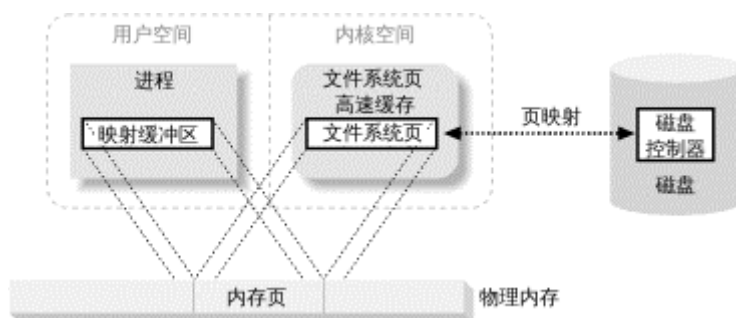 用户空间
内核空间
进程
映射缓冲区
文件系统页
高速缓存
文件系统页
页映射
磁盘
控制器
磁盘
内存页
物理内存